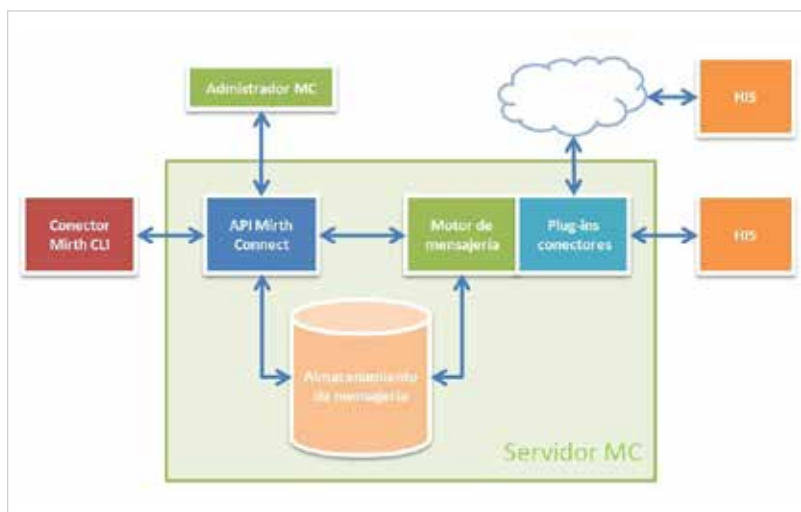 Admistrador MC
HIS
Conector
Mirth CLI
API Mirth
Connect
Motor de
mensajería
Plug-ins
conectores
HIS
Almacenamiento
de mensajería
Servidor MC